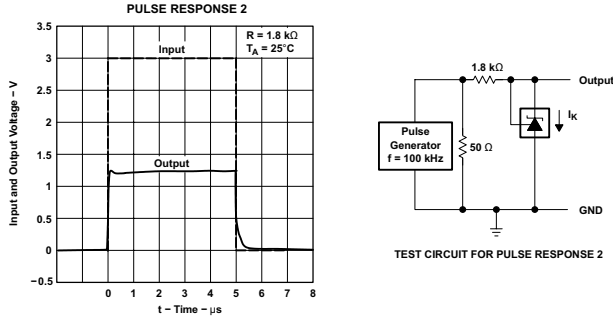 PULSE RESPONSE 2
3.5
3
2.5
2
1.5
1
0.5
0
−0.5
Input and Output Voltage − V
R = 1.8 kΩ
TA = 25°C
Input
Output
0 1 2 3 4 5 6 7 8
t − Time − μs
1.8 kΩ
Output
IK
Pulse
Generator
f = 100 kHz
50 Ω
GND
TEST CIRCUIT FOR PULSE RESPONSE 2